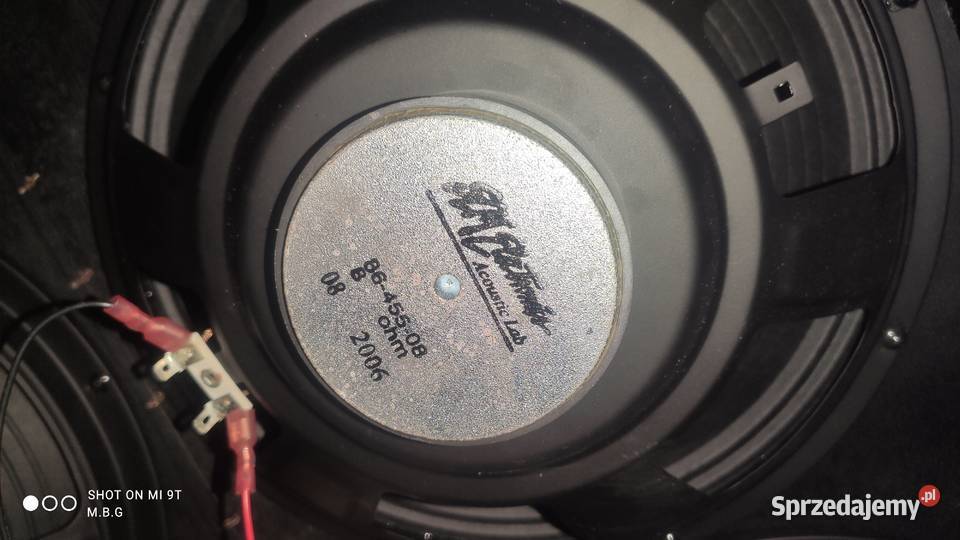 Acoustic Lab
86-455-08
8 ohm
08 2006
SHOT ON MI 9T
M.B.G
Sprzedajemy.pl